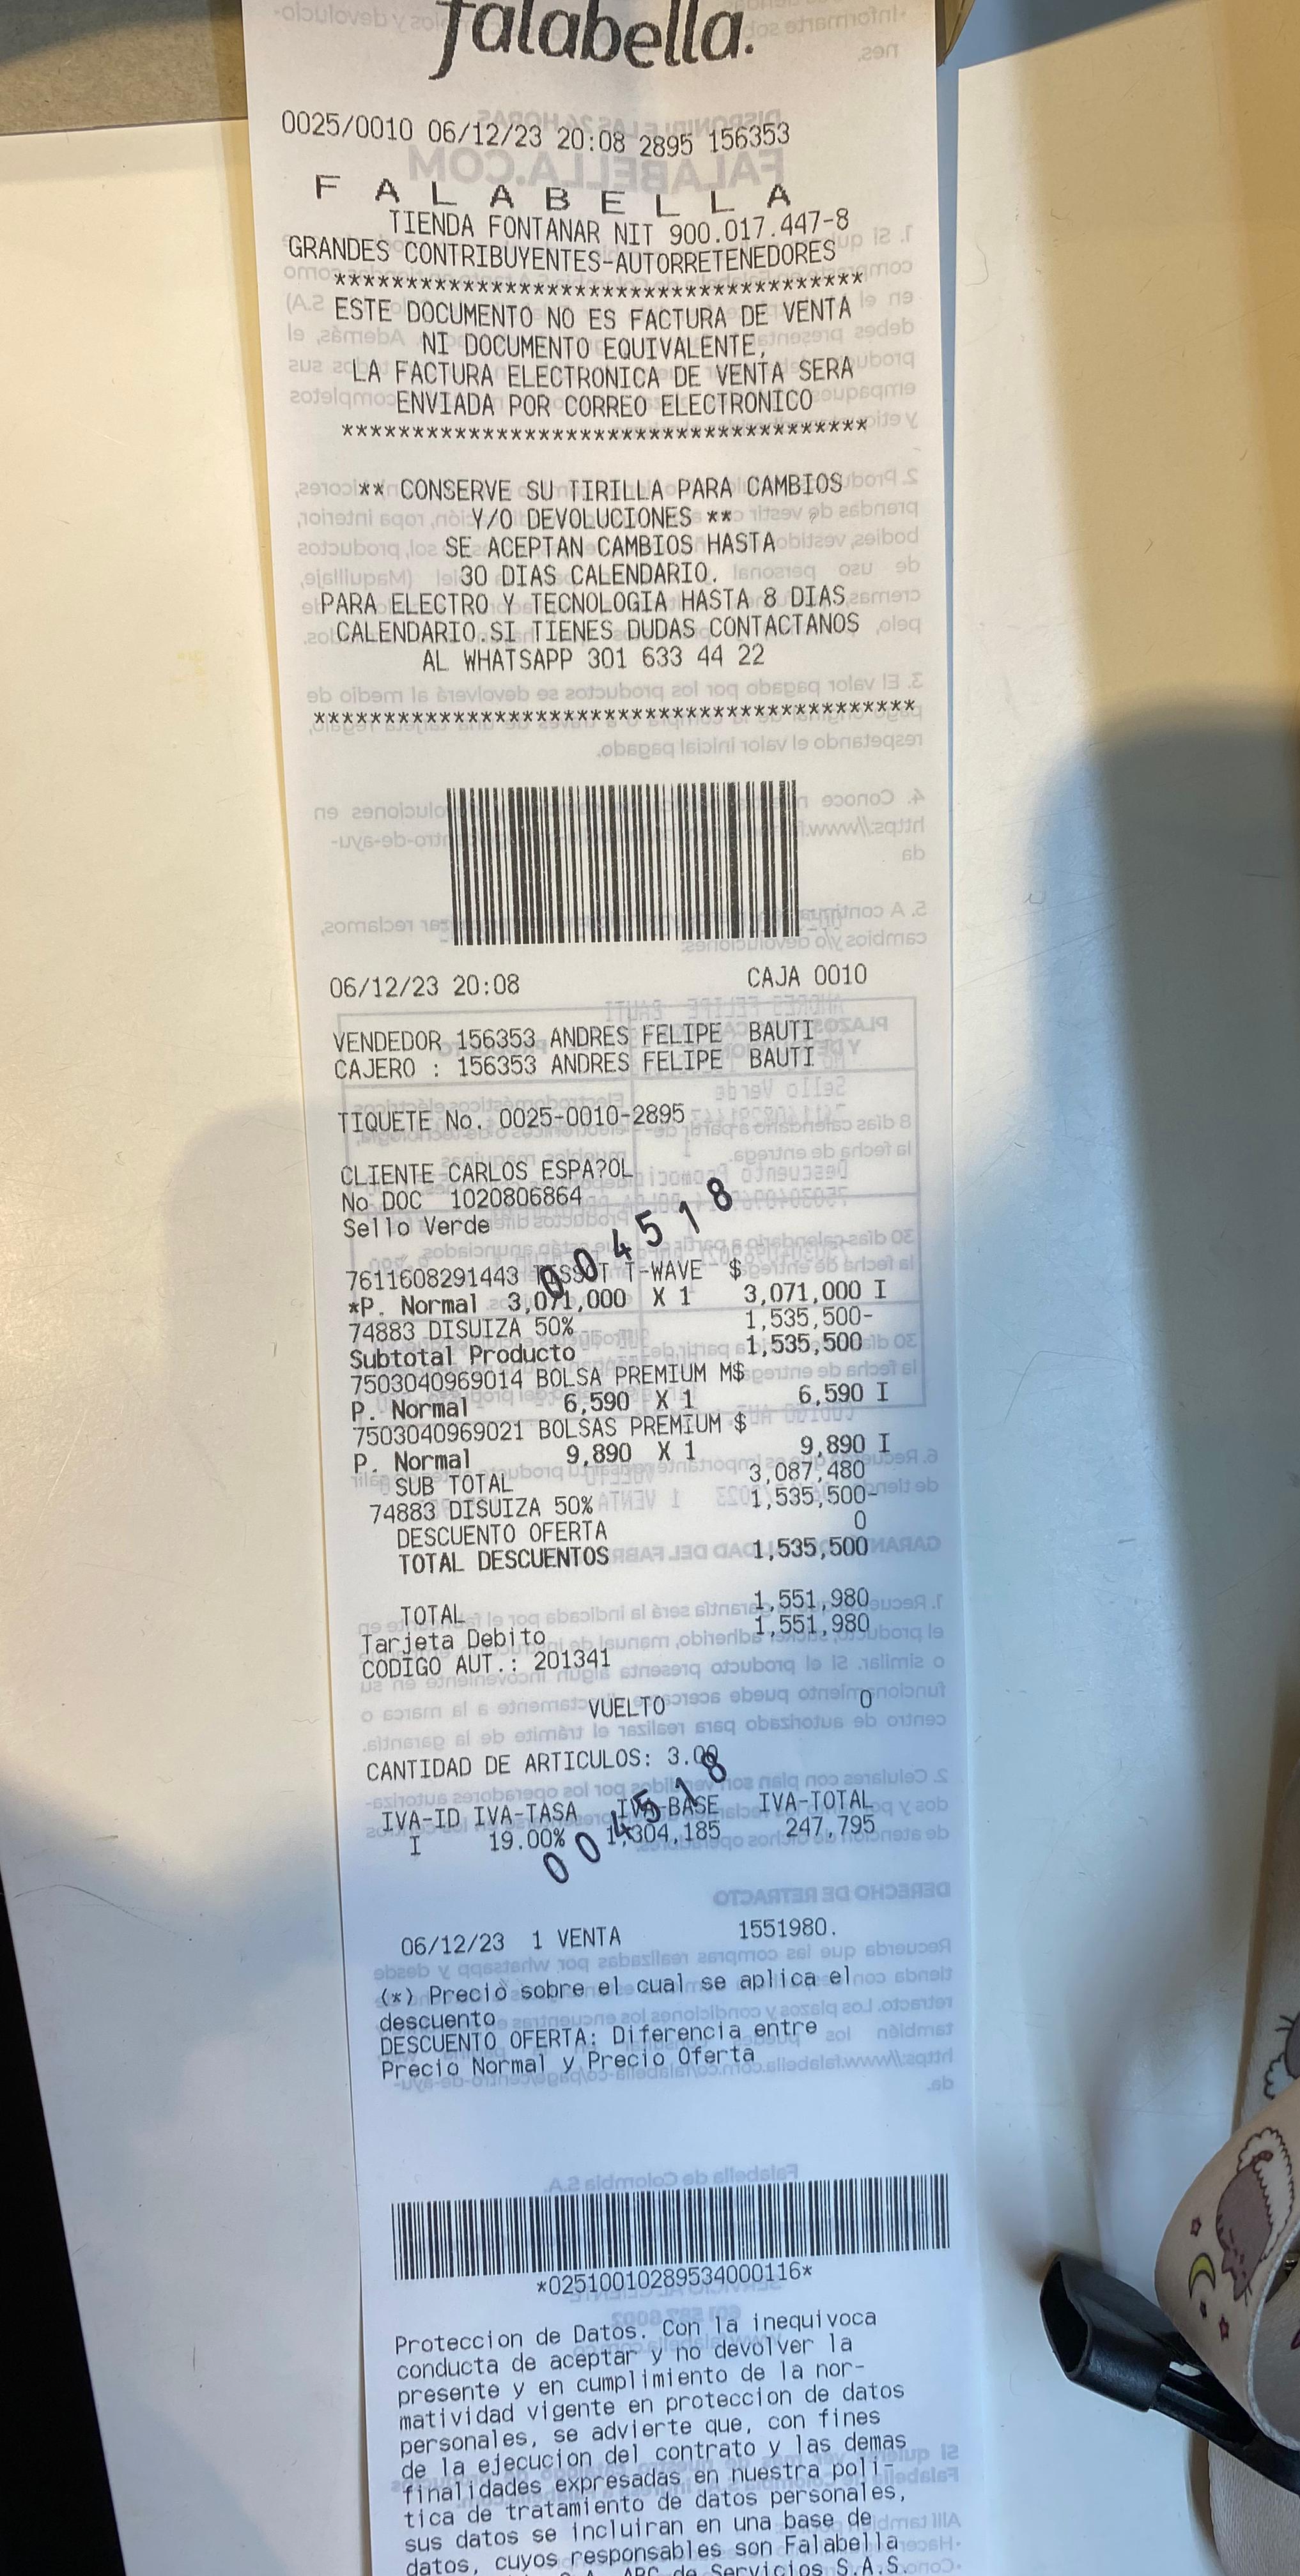 falabella.
0025/0010 06/12/23 20:08 2895 156353
F A L A B E L L A
TIENDA FONTANAR NIT 900.017.447-8
GRANDES CONTRIBUYENTES-AUTORRETENEDORES
*************************************
ESTE DOCUMENTO NO ES FACTURA DE VENTA
NI DOCUMENTO EQUIVALENTE,
LA FACTURA ELECTRONICA DE VENTA SERA
ENVIADA POR CORREO ELECTRONICO
*************************************
** CONSERVE SU TIRILLA PARA CAMBIOS
Y/O DEVOLUCIONES **
SE ACEPTAN CAMBIOS HASTA
30 DIAS CALENDARIO.
PARA ELECTRO Y TECNOLOGIA HASTA 8 DIAS
CALENDARIO.SI TIENES DUDAS CONTACTANOS
AL WHATSAPP 301 633 44 22
******************************************
06/12/23 20:08 CAJA 0010
VENDEDOR 156353 ANDRES FELIPE BAUTI
CAJERO : 156353 ANDRES FELIPE BAUTI
TIQUETE No. 0025-0010-2895
CLIENTE CARLOS ESPA?OL
No DOC 1020806864
Sello Verde
004518
7611608291443 TISSOT T-WAVE $
*P. Normal 3,071,000 X 1 3,071,000 I
74883 DISUIZA 50% 1,535,500-
Subtotal Producto 1,535,500
7503040969014 BOLSA PREMIUM M$
P. Normal 6,590 X 1 6,590 I
7503040969021 BOLSAS PREMIUM $
P. Normal 9,890 X 1 9,890 I
SUB TOTAL 3,087,480
74883 DISUIZA 50% 1,535,500-
DESCUENTO OFERTA 0
TOTAL DESCUENTOS 1,535,500
TOTAL 1,551,980
Tarjeta Debito 1,551,980
CODIGO AUT.: 201341
VUELTO 0
CANTIDAD DE ARTICULOS: 3.00
004518
IVA-ID IVA-TASA IVA-BASE IVA-TOTAL
I 19.00% 1,304,185 247,795
06/12/23 1 VENTA 1551980.
(*) Precio sobre el cual se aplica el
descuento
DESCUENTO OFERTA: Diferencia entre
Precio Normal y Precio Oferta
*02510010289534000116*
Proteccion de Datos. Con la inequivoca
conducta de aceptar y no devolver la
presente y en cumplimiento de la nor-
matividad vigente en proteccion de datos
personales, se advierte que, con fines
de la ejecucion del contrato y las demas
finalidades expresadas en nuestra poli-
tica de tratamiento de datos personales,
sus datos se incluiran en una base de
datos, cuyos responsables son Falabella
ABC de Servicios S.A.S.